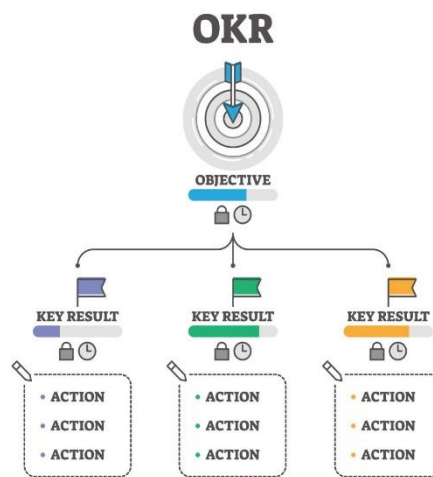 OKR
OBJECTIVE
KEY RESULT
KEY RESULT
KEY RESULT
• ACTION
• ACTION
• ACTION
• ACTION
• ACTION
• ACTION
• ACTION
• ACTION
• ACTION